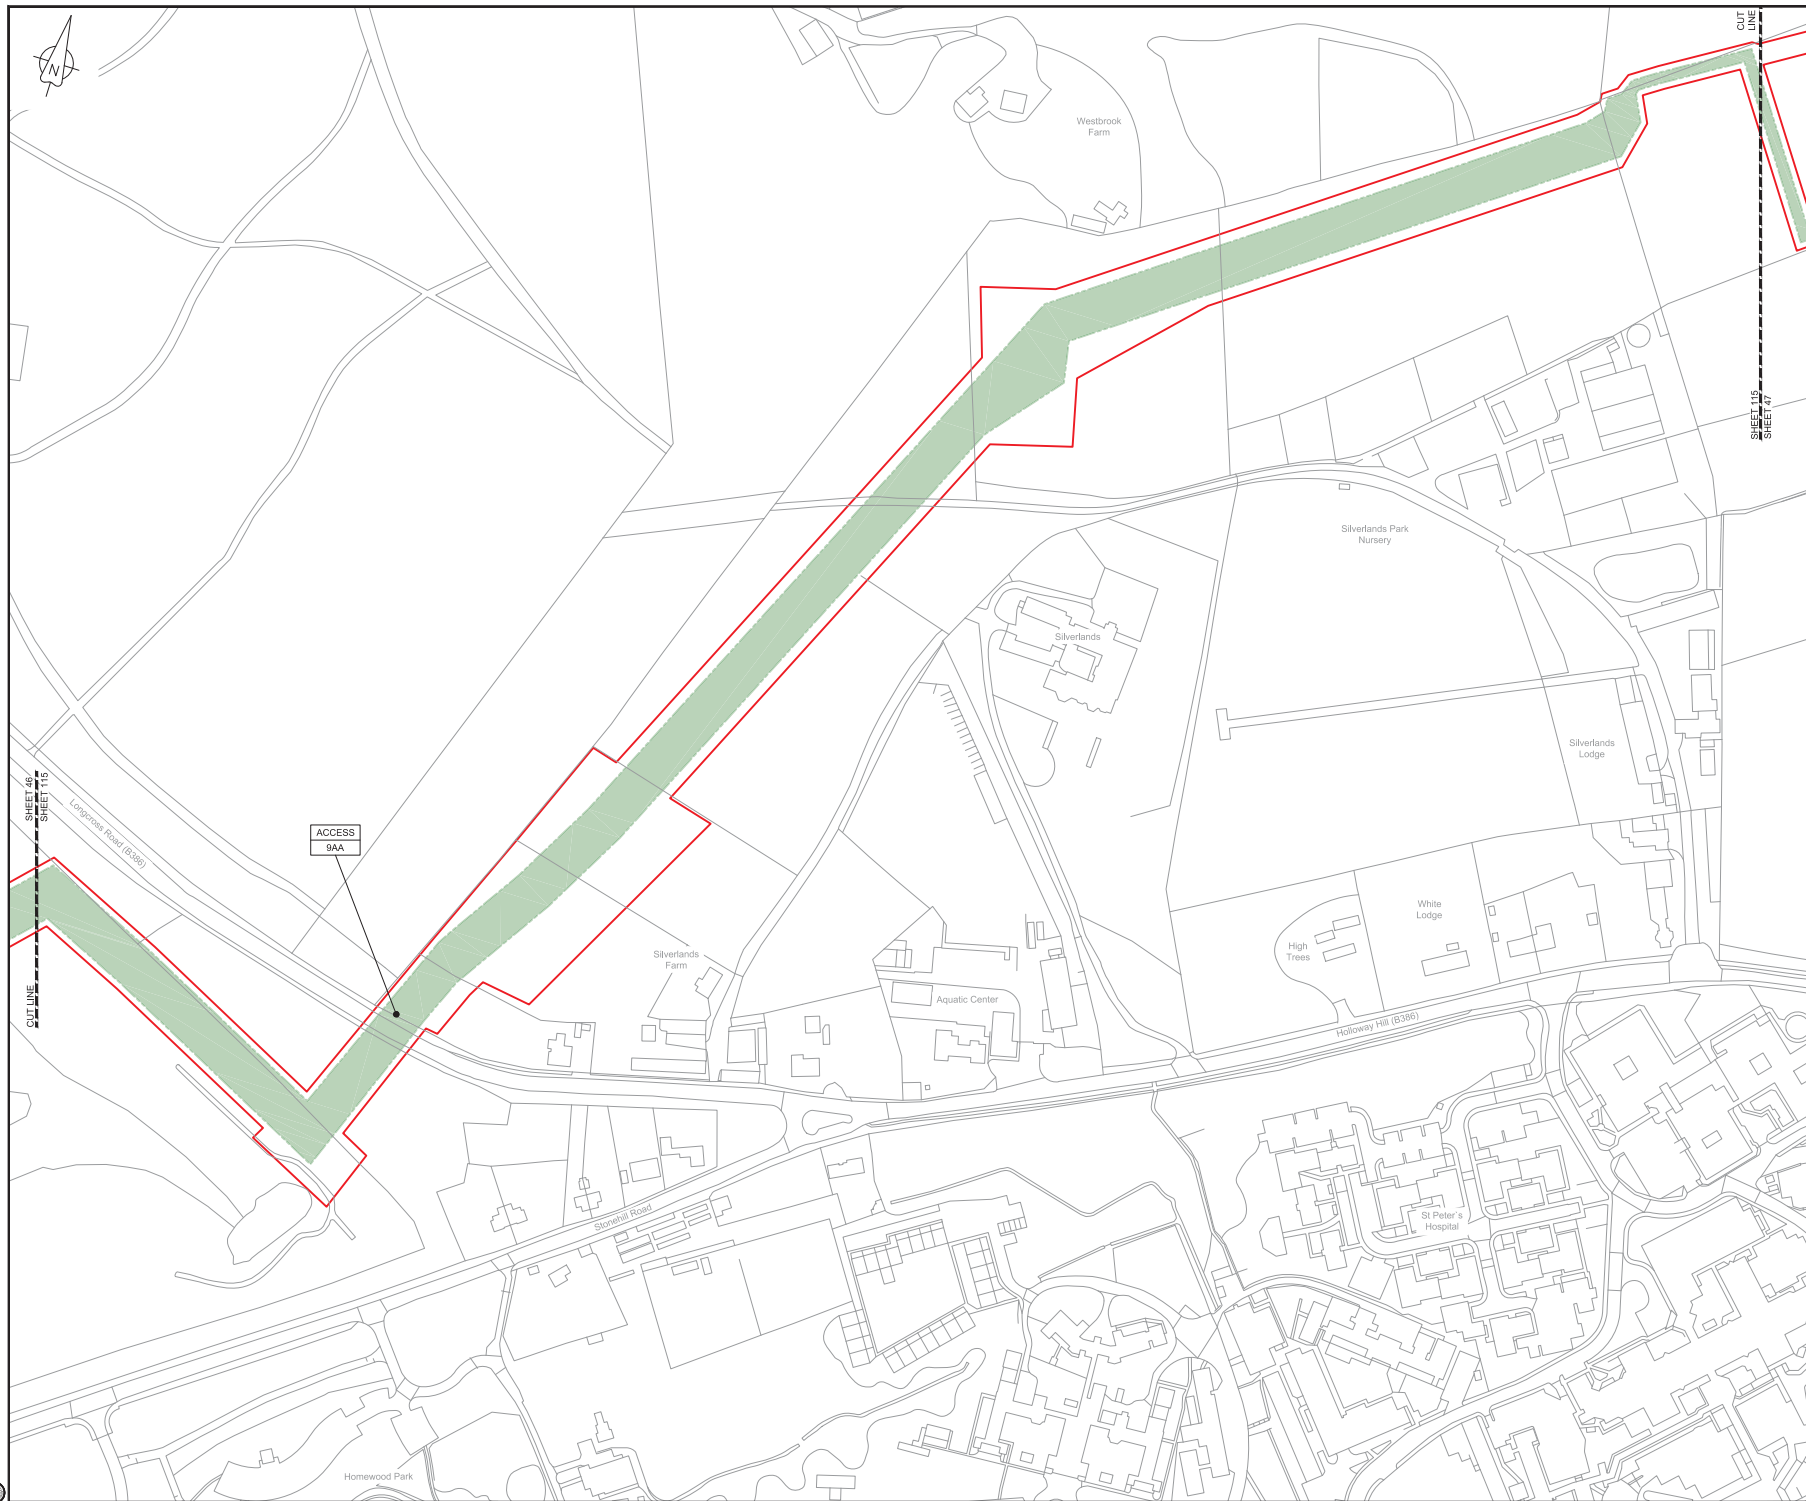 N
CUT
LINE
Westbrook
Farm
SHEET 115
SHEET 47
Silverlands Park
Nursery
Silverlands
Silverlands
Lodge
SHEET 46
SHEET 115
CUT LINE
Longcross Road (B386)
ACCESS
9AA
White
Lodge
High
Trees
Silverlands
Farm
Aquatic Center
Holloway Hill (B386)
Stonehill Road
St Peter's
Hospital
Homewood Park